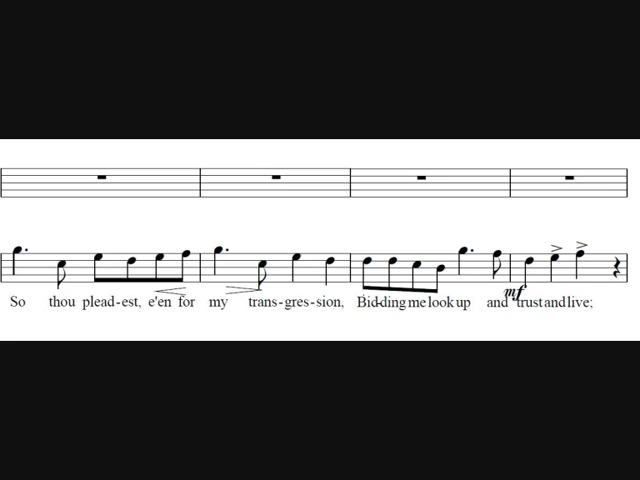 So thou plead-est, e'en for my trans-gres-sion, Bid-ding me look up and trust and live;
mf